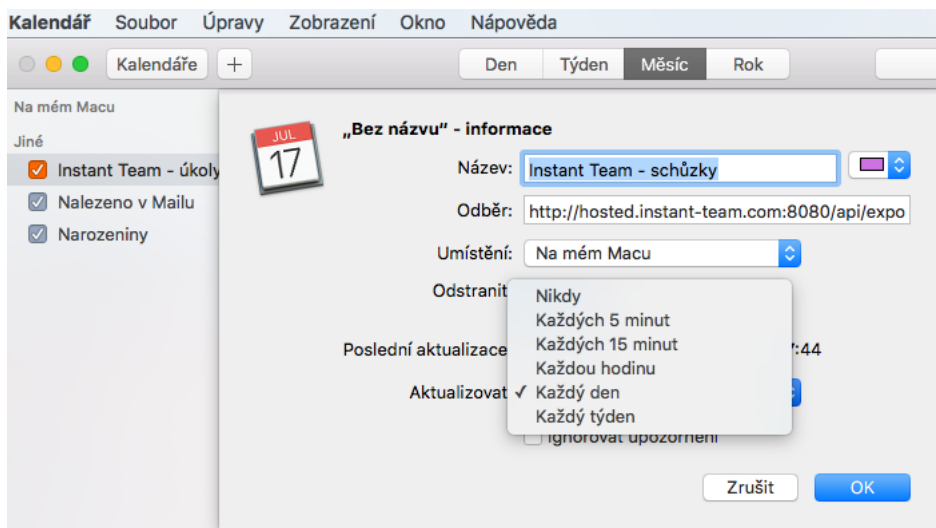 Kalendář Soubor Úpravy Zobrazení Okno Nápověda
Kalendáře + Den Týden Měsíc Rok
Na mém Macu
Jiné
Instant Team - úkoly
Nalezeno v Mailu
Narozeniny
JUL
17
„Bez názvu“ - informace
Název: Instant Team - schůzky
Odběr: http://hosted.instant-team.com:8080/api/expo
Umístění: Na mém Macu
Odstranit
Nikdy
Každých 5 minut
Každých 15 minut
Poslední aktualizace :44
Každou hodinu
Aktualizovat ✓ Každý den
Každý týden
Ignorovat upozornění
Zrušit OK